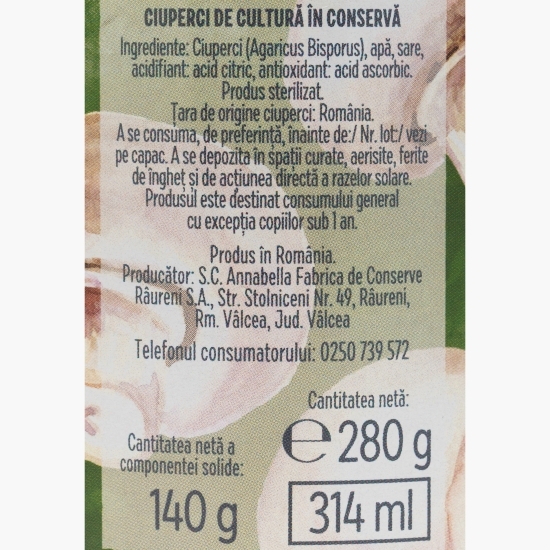 CIUPERCI DE CULTURĂ ÎN CONSERVĂ
Ingrediente: Ciuperci (Agaricus Bisporus), apă, sare,
acidifiant: acid citric, antioxidant: acid ascorbic.
Produs sterilizat.
Țara de origine ciuperci: România.
A se consuma, de preferință, înainte de:/ Nr. lot:/ vezi
pe capac. A se depozita în spații curate, aerisite, ferite
de îngheț și de acțiunea directă a razelor solare.
Produsul este destinat consumului general
cu excepția copiilor sub 1 an.
Produs în România.
Producător: S.C. Annabella Fabrica de Conserve
Râureni S.A., Str. Stolniceni Nr. 49, Râureni,
Rm. Vâlcea, Jud. Vâlcea
Telefonul consumatorului: 0250 739 572
Cantitatea netă:
℮ 280 g
314 ml
Cantitatea netă a
componentei solide:
140 g